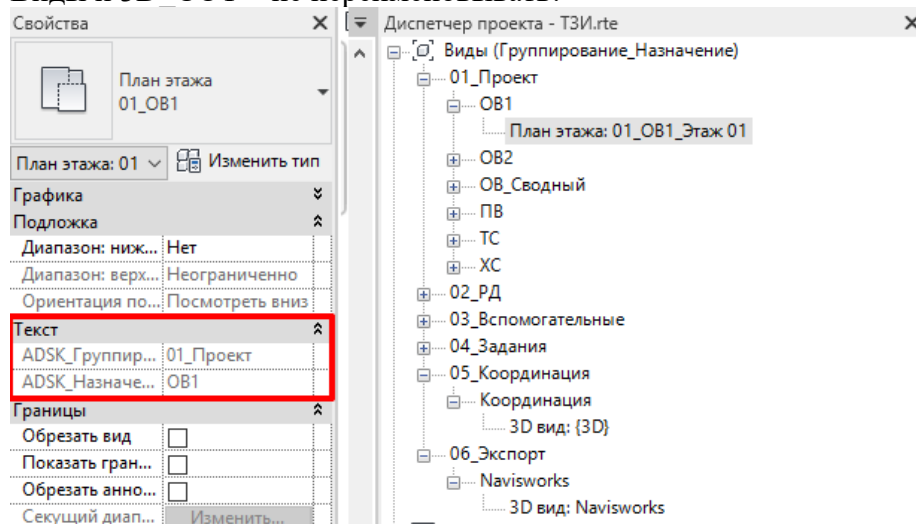 Свойства
План этажа
01_ОВ1
План этажа: 01
Изменить тип
Графика
Подложка
Диапазон: ниж... Нет
Диапазон: верх... Неограниченно
Ориентация по... Посмотреть вниз
Текст
ADSK_Группир... 01_Проект
ADSK_Назначе... ОВ1
Границы
Обрезать вид
Показать гран...
Обрезать анно...
Секущий диап... Изменить...
Диспетчер проекта - ТЗИ.rte
Виды (Группирование_Назначение)
01_Проект
ОВ1
План этажа: 01_ОВ1_Этаж 01
ОВ2
ОВ_Сводный
ПВ
ТС
ХС
02_РД
03_Вспомогательные
04_Задания
05_Координация
Координация
3D вид: {3D}
06_Экспорт
Navisworks
3D вид: Navisworks